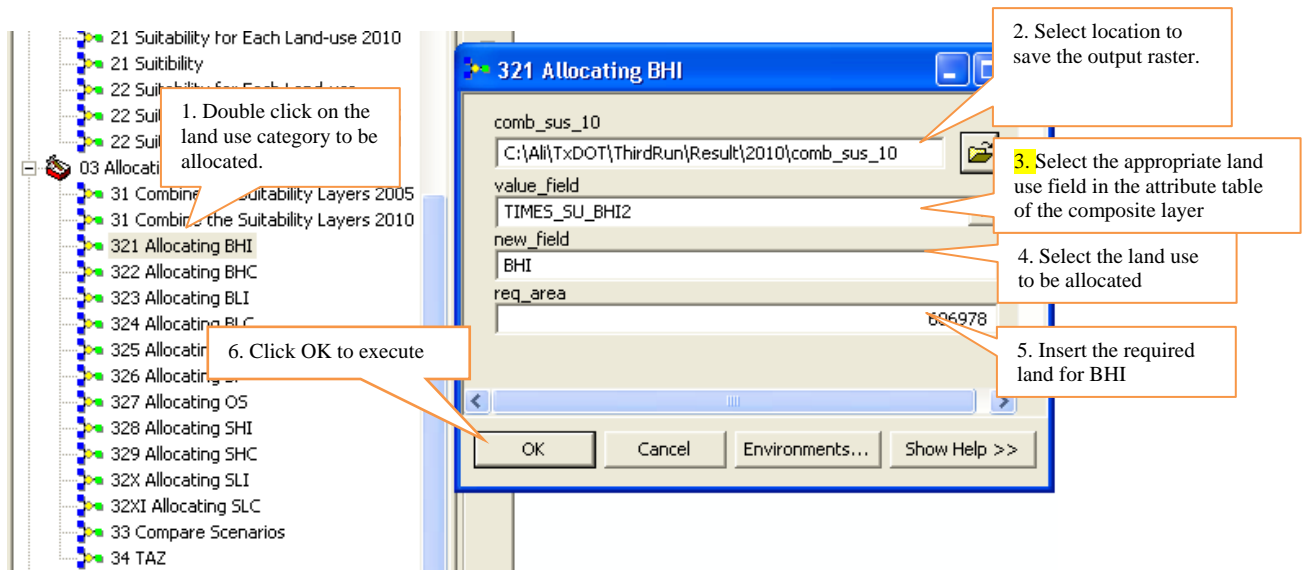 21 Suitability for Each Land-use 2010
21 Suitibility
22 Suitability for Each Land-use
22 Sui
22 Suil
03 Allocati
31 Combine the Suitability Layers 2005
31 Combine the Suitability Layers 2010
321 Allocating BHI
322 Allocating BHC
323 Allocating BLI
324 Allocating BLC
325 Allocatin
326 Allocating
327 Allocating OS
328 Allocating SHI
329 Allocating SHC
32X Allocating SLI
32XI Allocating SLC
33 Compare Scenarios
34 TAZ
1. Double click on the
land use category to be
allocated.
321 Allocating BHI
comb_sus_10
C:\Ali\TxDOT\ThirdRun\Result\2010\comb_sus_10
value_field
TIMES_SU_BHI2
new_field
BHI
req_area
606978
OK Cancel Environments... Show Help >>
2. Select location to
save the output raster.
3. Select the appropriate land
use field in the attribute table
of the composite layer
4. Select the land use
to be allocated
5. Insert the required
land for BHI
6. Click OK to execute